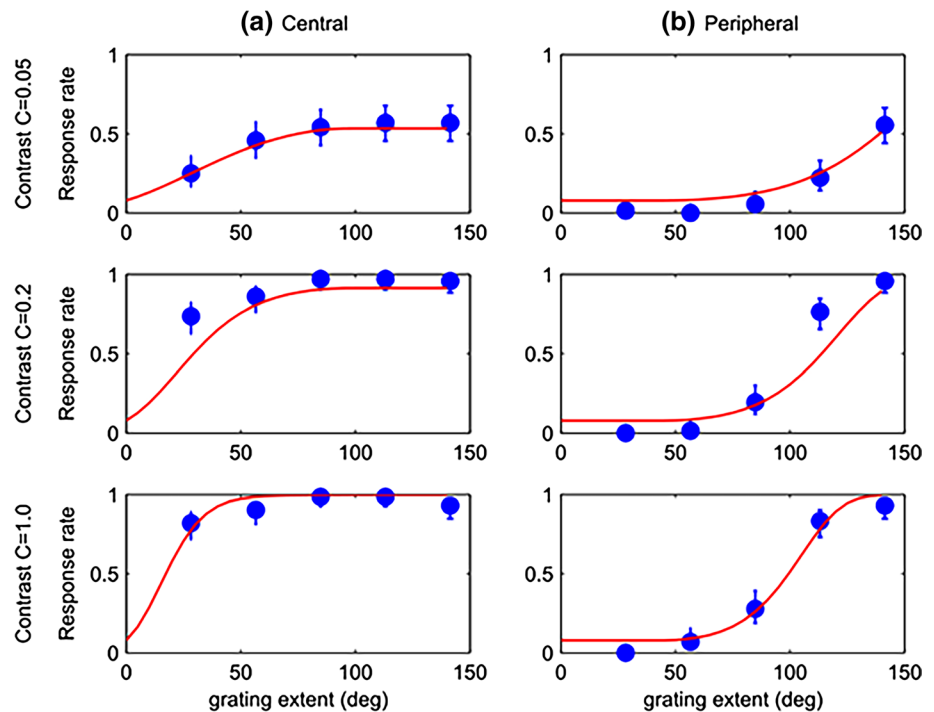 (a) Central
(b) Peripheral
Contrast C=0.05
Response rate
1
0.5
0
0 50 100 150
1
0.5
0
0 50 100 150
Contrast C=0.2
Response rate
1
0.5
0
0 50 100 150
1
0.5
0
0 50 100 150
Contrast C=1.0
Response rate
1
0.5
0
0 50 100 150
grating extent (deg)
1
0.5
0
0 50 100 150
grating extent (deg)